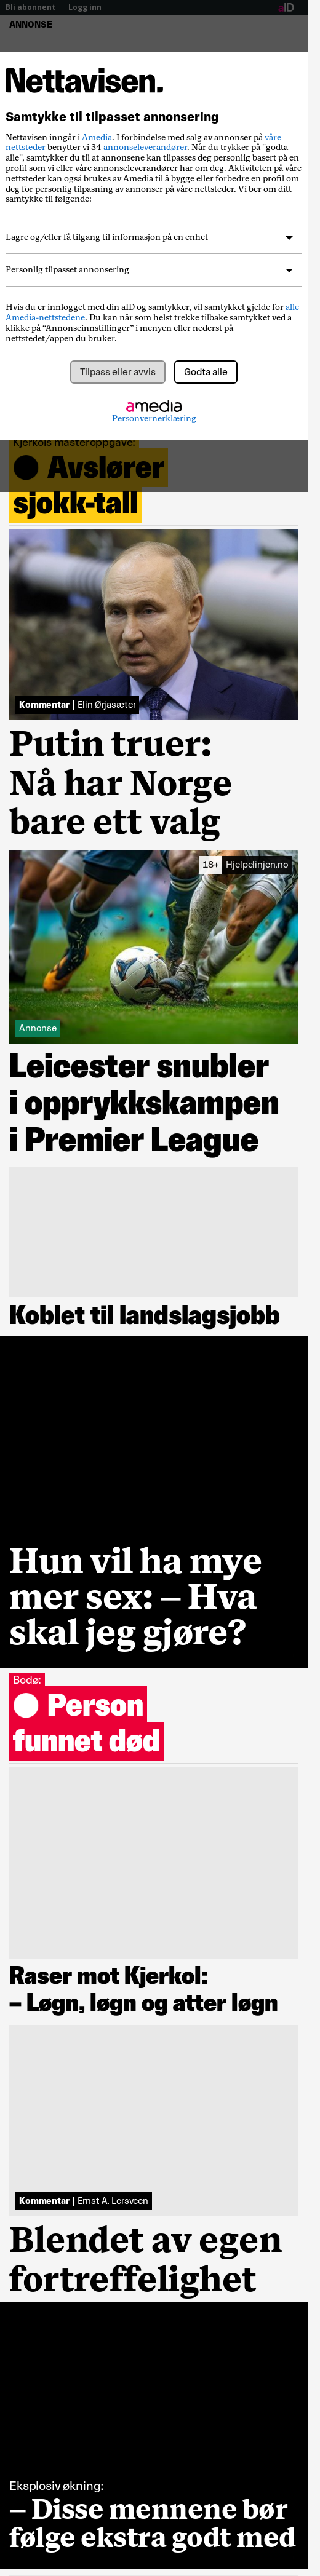 Bli abonnent | Logg inn
aID
ANNONSE
Nettavisen.
Samtykke til tilpasset annonsering
Nettavisen inngår i Amedia. I forbindelse med salg av annonser på våre
nettsteder benytter vi 34 annonseleverandører. Når du trykker på "godta
alle", samtykker du til at annonsene kan tilpasses deg personlig basert på en
profil som vi eller våre annonseleverandører har om deg. Aktiviteten på våre
nettsteder kan også brukes av Amedia til å bygge eller forbedre en profil om
deg for personlig tilpasning av annonser på våre nettsteder. Vi ber om ditt
samtykke til følgende:
Lagre og/eller få tilgang til informasjon på en enhet
Personlig tilpasset annonsering
Hvis du er innlogget med din aID og samtykker, vil samtykket gjelde for alle
Amedia-nettstedene. Du kan når som helst trekke tilbake samtykket ved å
klikke på “Annonseinnstillinger” i menyen eller nederst på
nettstedet/appen du bruker.
Tilpass eller avvis
Godta alle
amedia
Personvernerklæring
Kjerkols masteroppgave:
Avslører
sjokk-tall
Kommentar | Elin Ørjasæter
Putin truer:
Nå har Norge
bare ett valg
18+ Hjelpelinjen.no
Annonse
Leicester snubler
i opprykkskampen
i Premier League
Koblet til landslagsjobb
Hun vil ha mye
mer sex: – Hva
skal jeg gjøre?
Bodø:
Person
funnet død
Raser mot Kjerkol:
– Løgn, løgn og atter løgn
Kommentar | Ernst A. Lersveen
Blendet av egen
fortreffelighet
Eksplosiv økning:
– Disse mennene bør
følge ekstra godt med